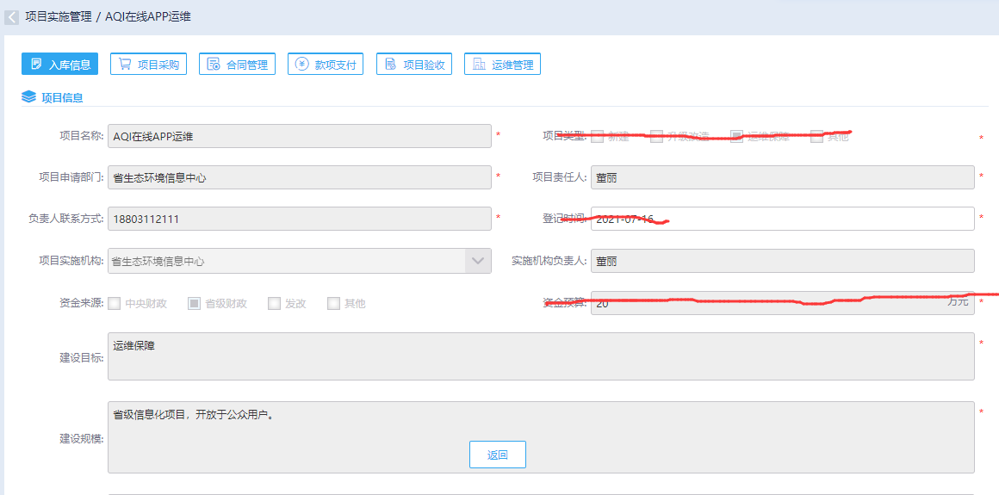 项目实施管理 / AQI在线APP运维
入库信息 项目采购 合同管理 款项支付 项目验收 运维管理
项目信息
项目名称: AQI在线APP运维 * 项目类型: 新建 升级改造 运维保障 其他 *
项目申请部门: 省生态环境信息中心 * 项目责任人: 董丽 *
负责人联系方式: 18803112111 * 登记时间: 2021-07-16 *
项目实施机构: 省生态环境信息中心 实施机构负责人: 董丽
资金来源: 中央财政 省级财政 发改 其他 资金预算: 20 万元 *
建设目标: 运维保障 *
建设规模: 省级信息化项目，开放于公众用户。 *
返回